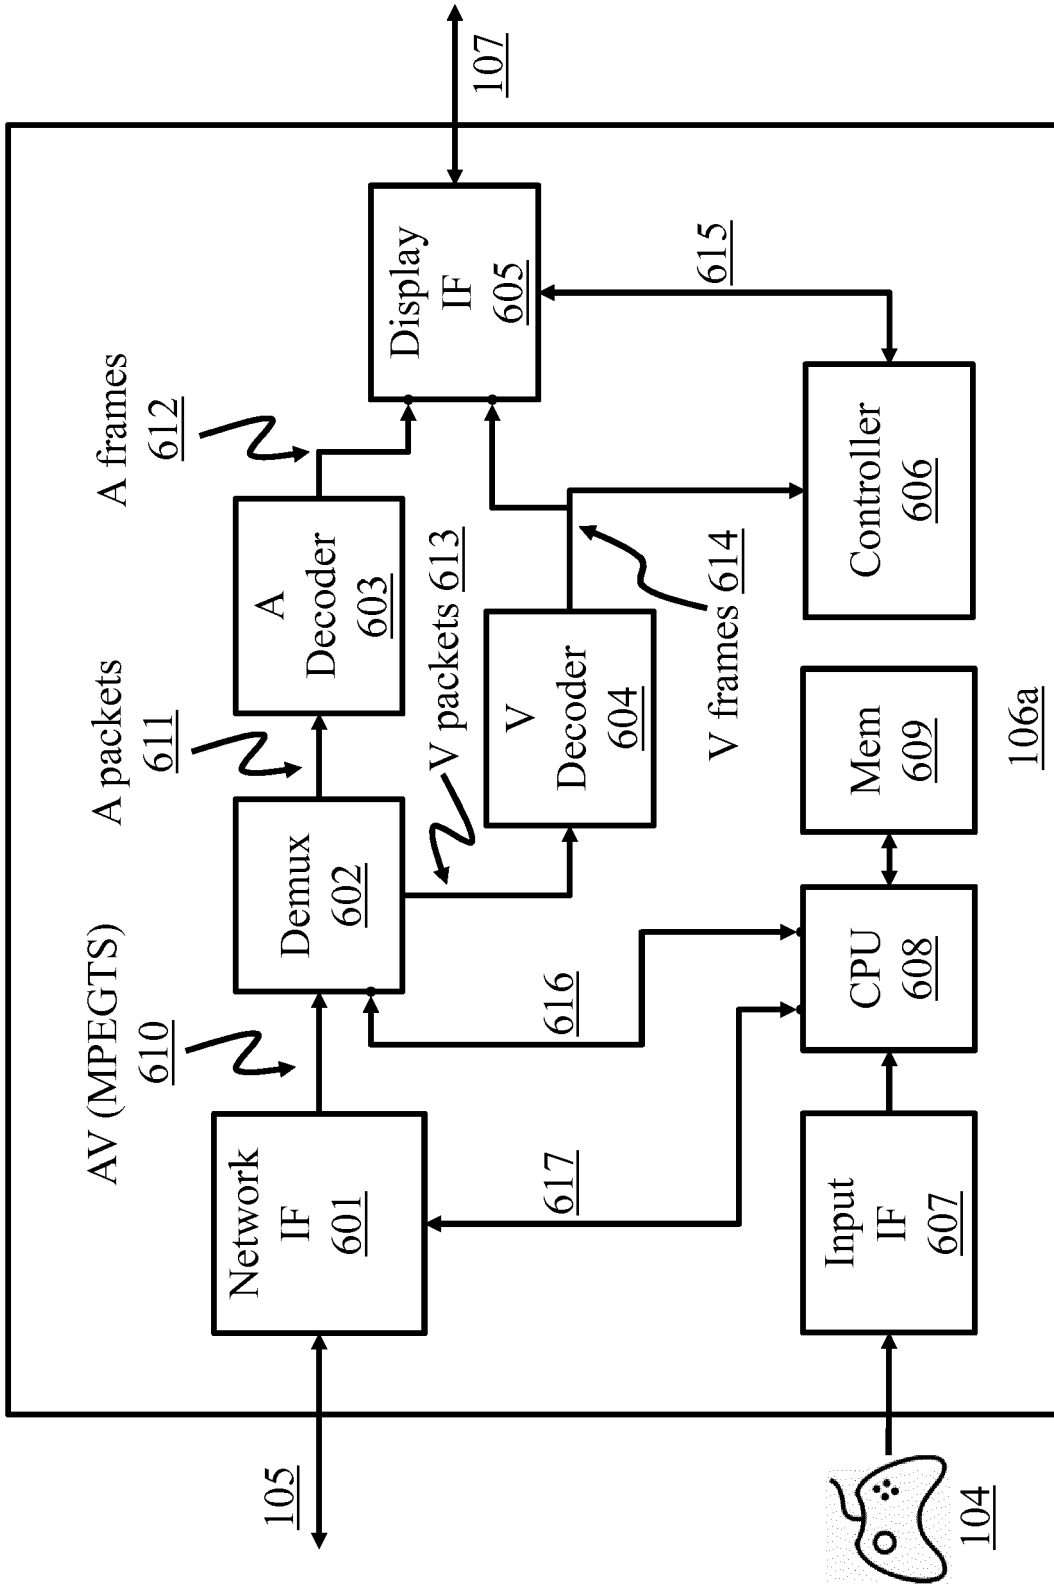 AV (MPEGTS)
610
A packets
611
A frames
612
105
Network
IF
601
Demux
602
A
Decoder
603
Display
IF
605
107
V packets 613
V
Decoder
604
V frames 614
615
616
617
104
Input
IF
607
CPU
608
Mem
609
Controller
606
106a